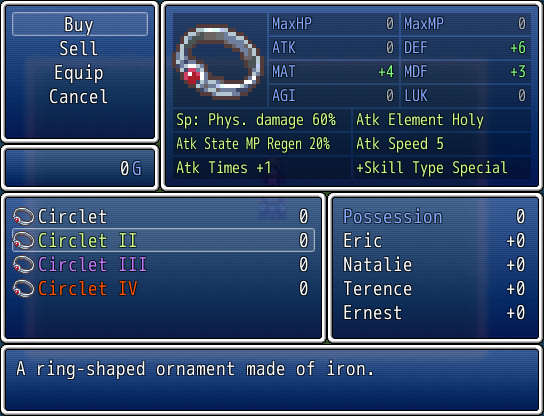 Buy
Sell
Equip
Cancel
0G
MaxHP 0 MaxMP 0
ATK 0 DEF +6
MAT +4 MDF +3
AGI 0 LUK 0
Sp: Phys. damage 60% Atk Element Holy
Atk State MP Regen 20% Atk Speed 5
Atk Times +1 +Skill Type Special
Circlet 0
Circlet II 0
Circlet III 0
Circlet IV 0
Possession 0
Eric +0
Natalie +0
Terence +0
Ernest +0
A ring-shaped ornament made of iron.